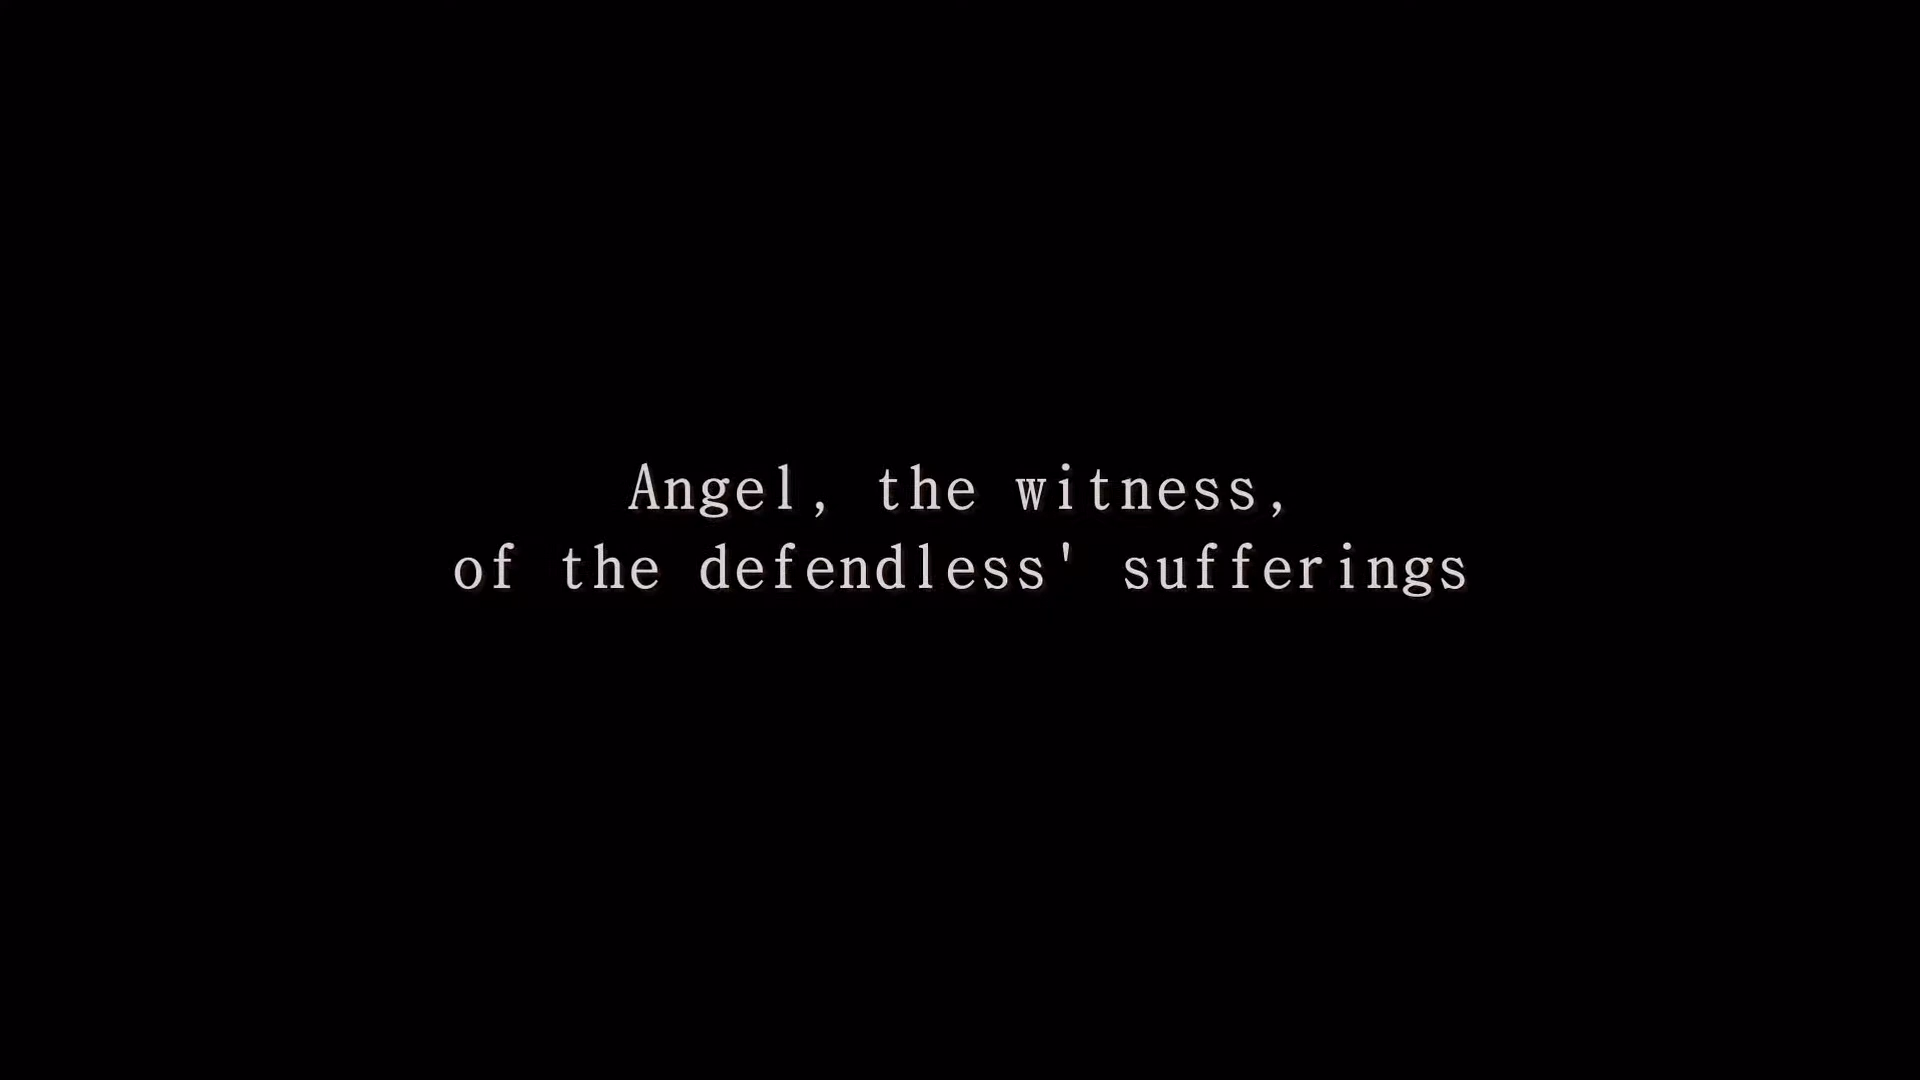 Angel, the witness,
of the defendless' sufferings